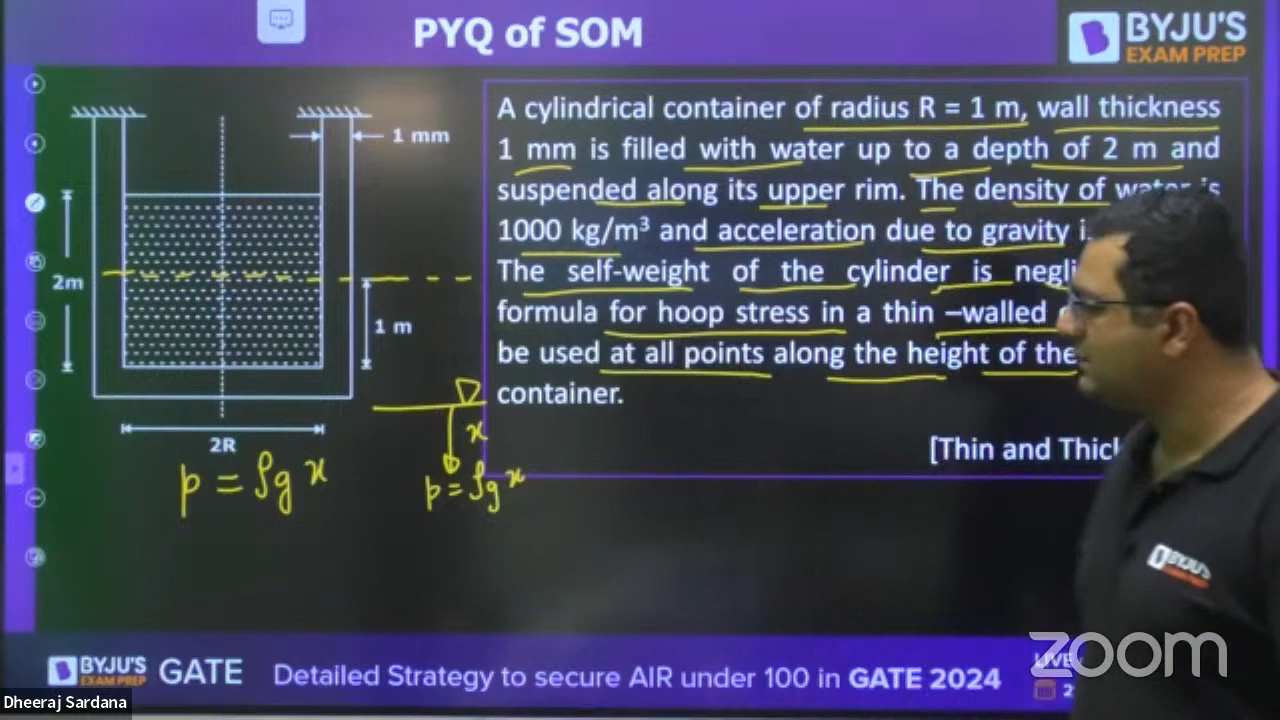 PYQ of SOM
BYJU'S
EXAM PREP
A cylindrical container of radius R = 1 m, wall thickness
1 mm is filled with water up to a depth of 2 m and
suspended along its upper rim. The density of water is
1000 kg/m³ and acceleration due to gravity
The self-weight of the cylinder is
formula for hoop stress in a thin –walled
be used at all points along the height of the
container.
[Thin and
1 mm
2m
1 m
2R
p = ρg x
x
p = ρg x
BYJU'S
BYJU'S
EXAM PREP
GATE
Detailed Strategy to secure AIR under 100 in GATE 2024
LIVE
zoom
Dheeraj Sardana